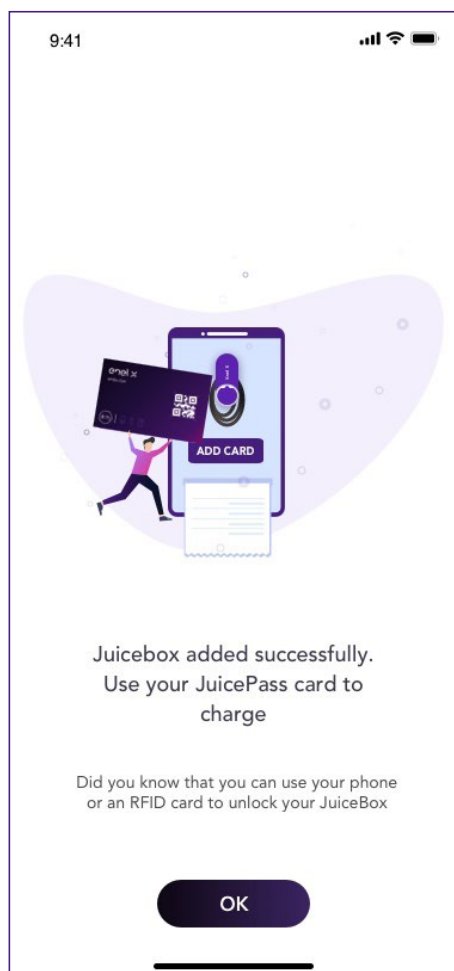 9:41
enel x
enel x
ADD CARD
Juicebox added successfully.
Use your JuicePass card to
charge
Did you know that you can use your phone
or an RFID card to unlock your JuiceBox
OK